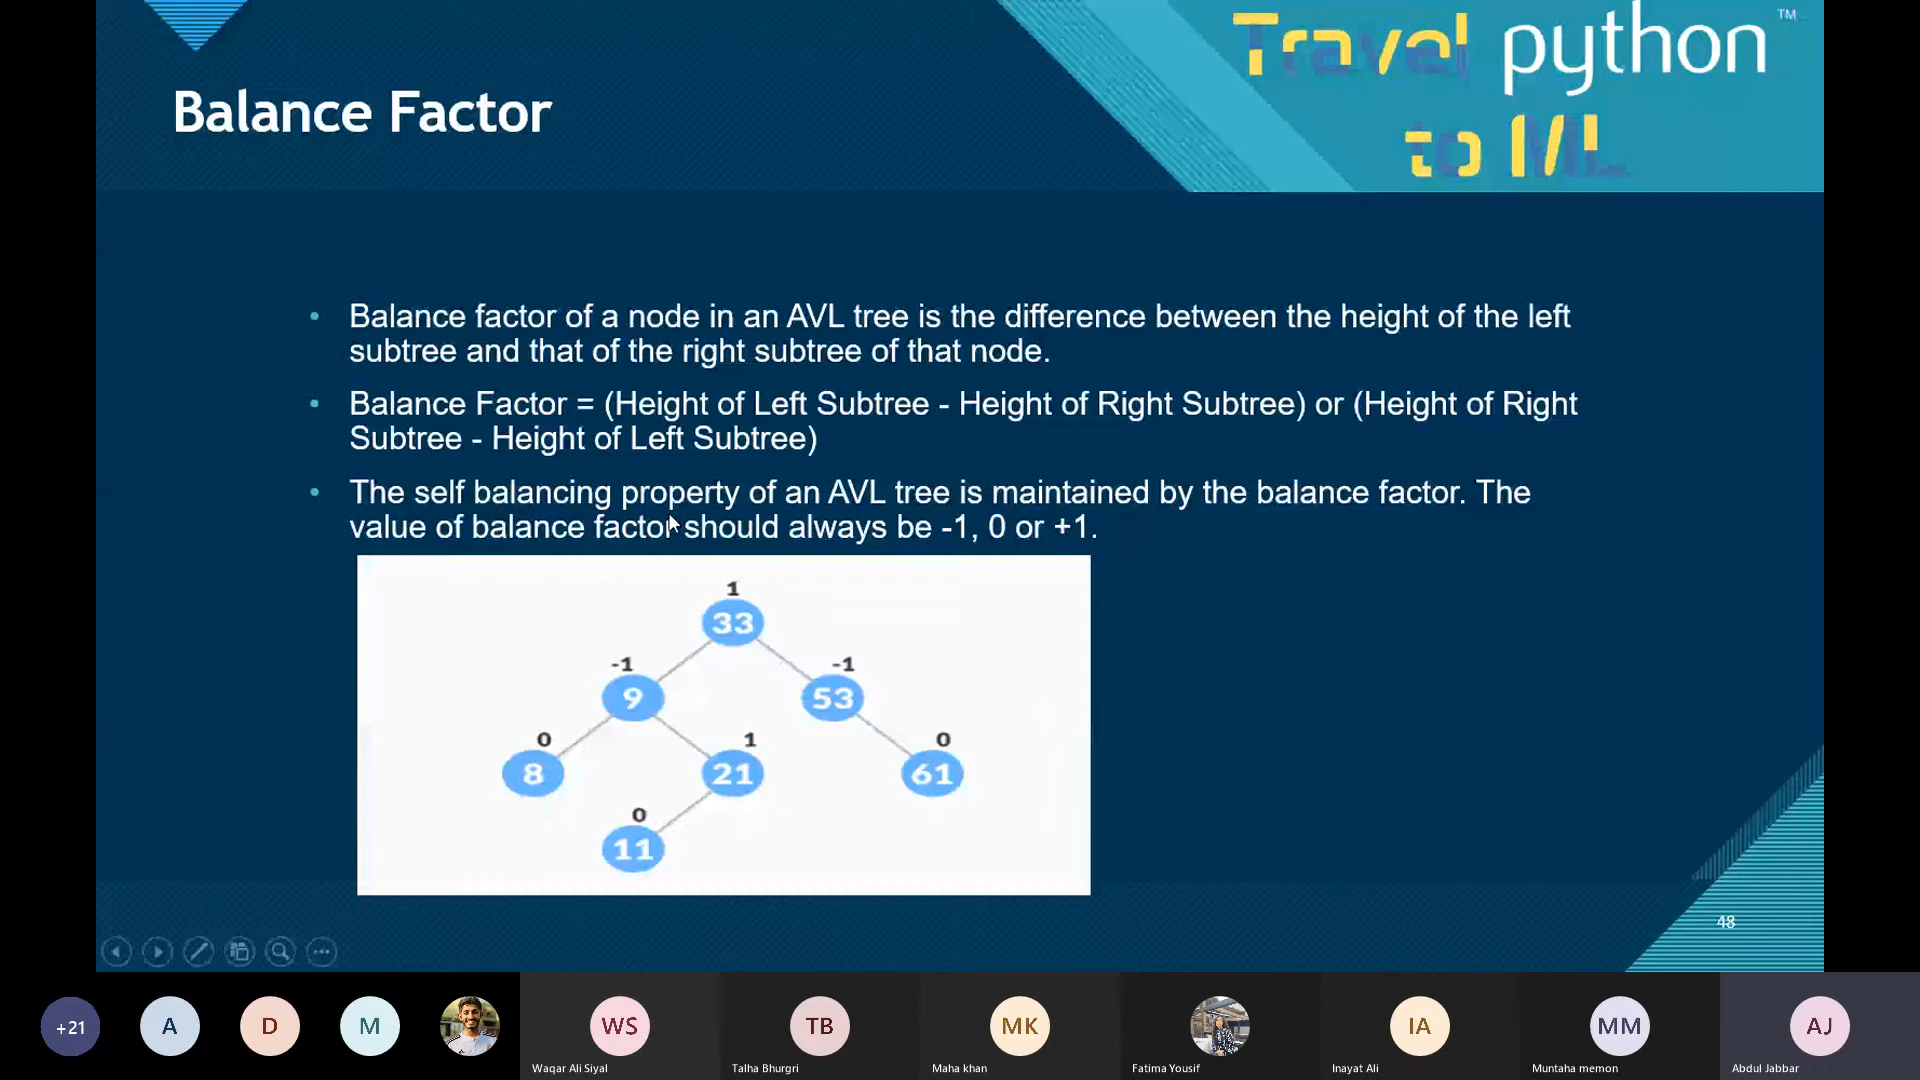 Travel python
TM
to ML
Balance Factor
• Balance factor of a node in an AVL tree is the difference between the height of the left
subtree and that of the right subtree of that node.
• Balance Factor = (Height of Left Subtree - Height of Right Subtree) or (Height of Right
Subtree - Height of Left Subtree)
• The self balancing property of an AVL tree is maintained by the balance factor. The
value of balance factor should always be -1, 0 or +1.
1
33
-1 -1
9 53
0 1 0
8 21 61
0
11
48
+21 A D M WS TB MK IA MM AJ
Waqar Ali Siyal Talha Bhurgri Maha khan Fatima Yousif Inayat Ali Muntaha memon Abdul Jabbar